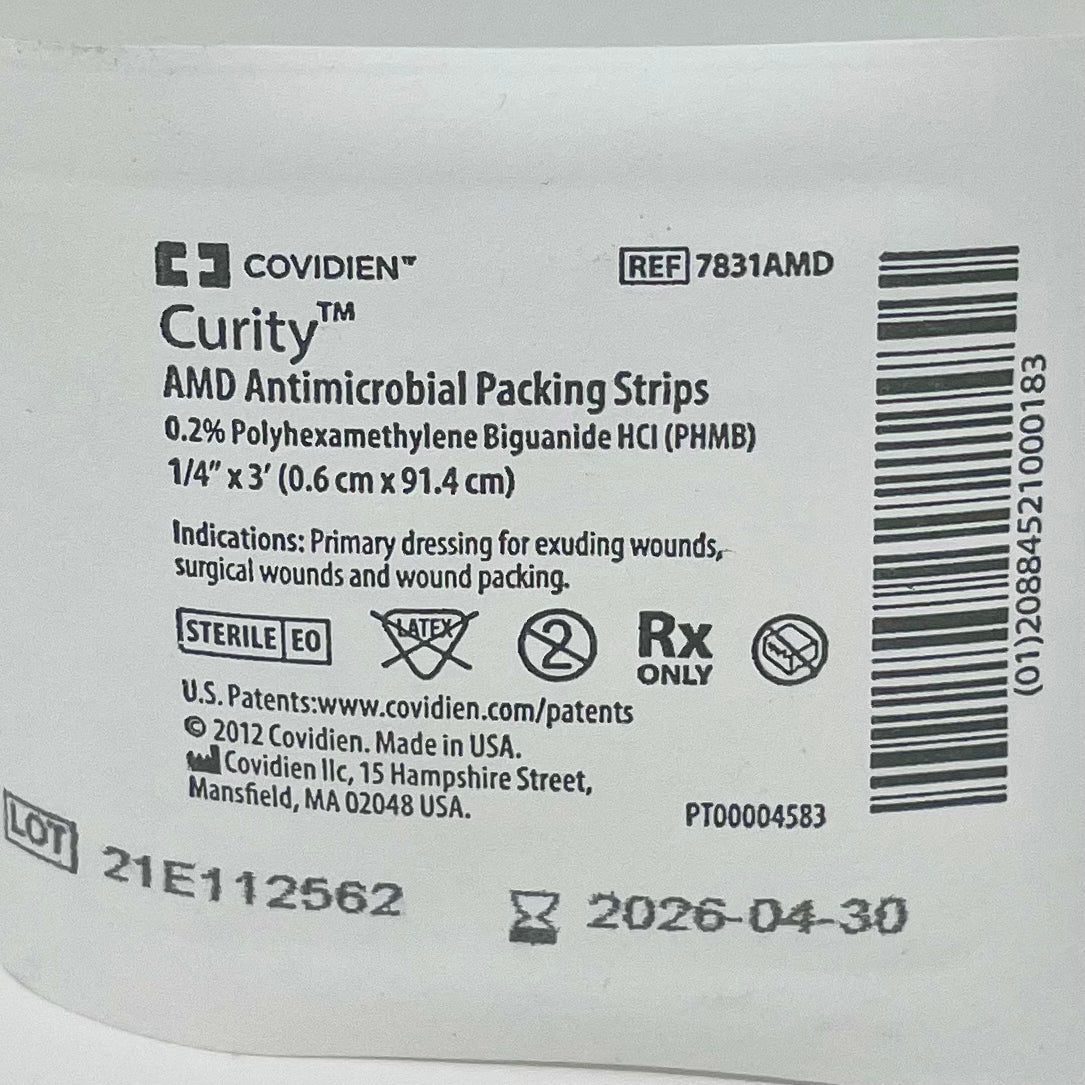 COVIDIEN™
REF 7831AMD
Curity™
AMD Antimicrobial Packing Strips
0.2% Polyhexamethylene Biguanide HCl (PHMB)
1/4" x 3' (0.6 cm x 91.4 cm)
Indications: Primary dressing for exuding wounds,
surgical wounds and wound packing.
STERILE EO
LATEX
2
Rx
ONLY
U.S. Patents:www.covidien.com/patents
© 2012 Covidien. Made in USA.
Covidien llc, 15 Hampshire Street,
Mansfield, MA 02048 USA.
PT00004583
(01)20884521000183
LOT 21E112562
2026-04-30